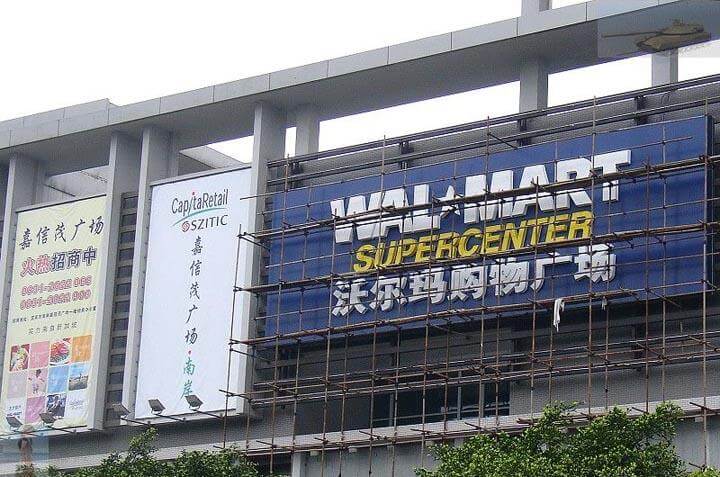 嘉信茂广场
火热招商中
CapitaRetail
SZITIC
嘉信茂广场·南岸
WAL★MART
SUPERCENTER
沃尔玛购物广场